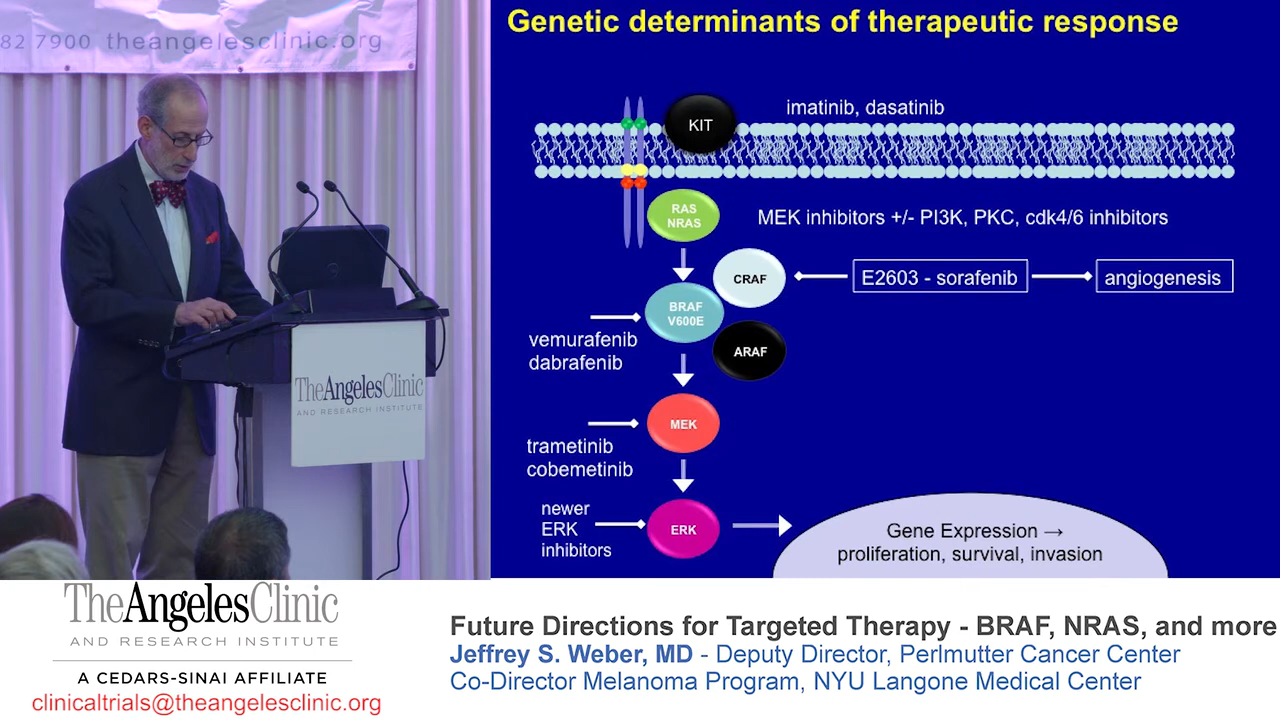 82 7900 theangelesclinic.org
TheAngelesClinic
AND RESEARCH INSTITUTE
Genetic determinants of therapeutic response
KIT
imatinib, dasatinib
RAS
NRAS
MEK inhibitors +/- PI3K, PKC, cdk4/6 inhibitors
CRAF
E2603 - sorafenib
angiogenesis
BRAF
V600E
vemurafenib
dabrafenib
ARAF
MEK
trametinib
cobemetinib
newer
ERK
inhibitors
ERK
Gene Expression →
proliferation, survival, invasion
TheAngelesClinic
AND RESEARCH INSTITUTE
A CEDARS-SINAI AFFILIATE
clinicaltrials@theangelesclinic.org
Future Directions for Targeted Therapy - BRAF, NRAS, and more
Jeffrey S. Weber, MD - Deputy Director, Perlmutter Cancer Center
Co-Director Melanoma Program, NYU Langone Medical Center